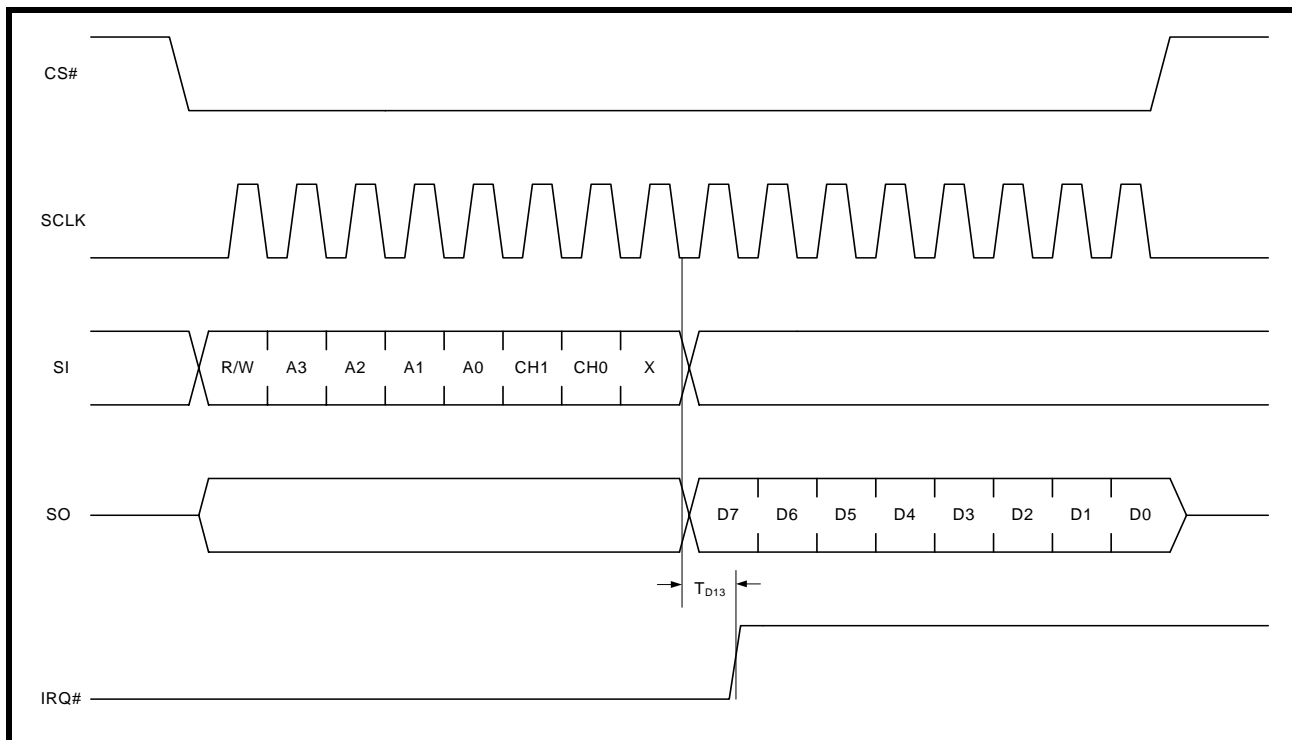 CS#
SCLK
SI R/W A3 A2 A1 A0 CH1 CH0 X
SO D7 D6 D5 D4 D3 D2 D1 D0
TD13
IRQ#